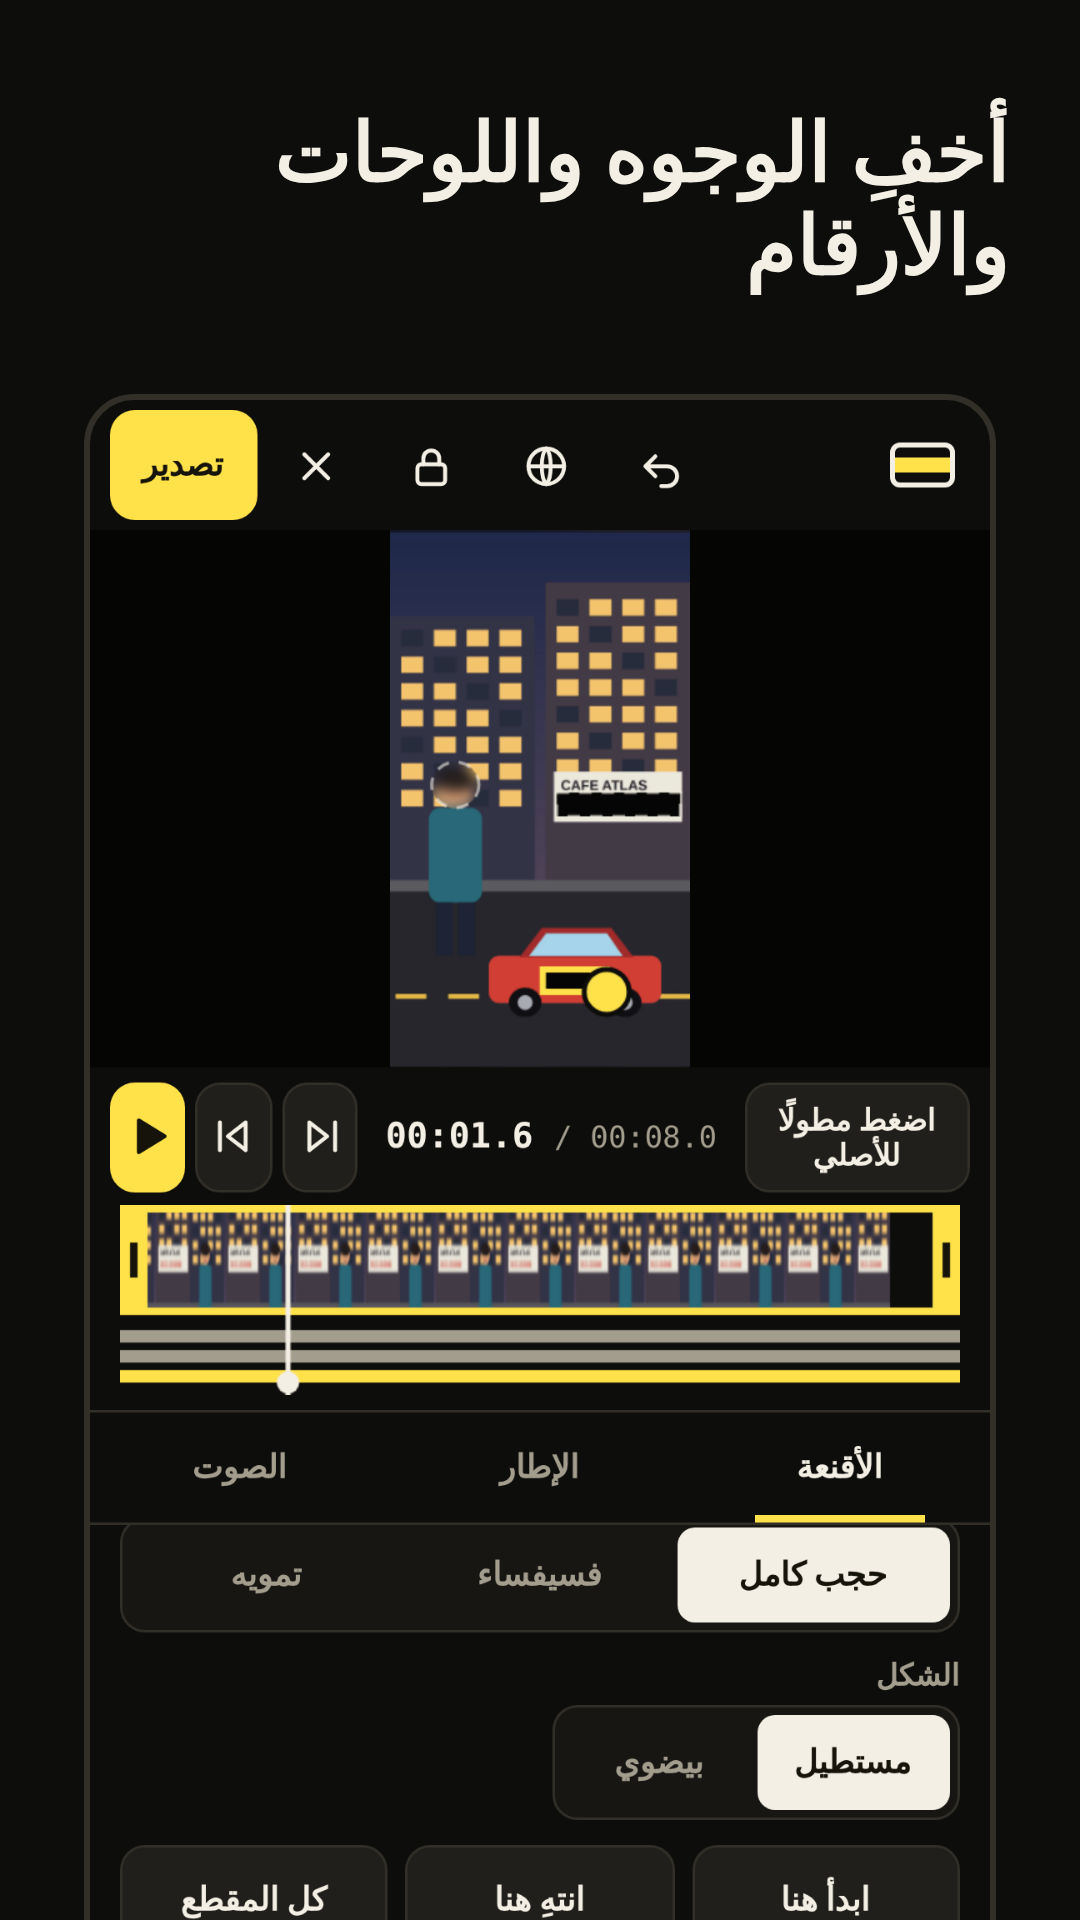 أخفِ الوجوه واللوحات
والأرقام
تصدير
CAFE ATLAS
00:01.6 / 00:08.0
اضغط مطولًا
للأصلي
الأقنعة
الإطار
الصوت
حجب كامل
فسيفساء
تمويه
الشكل
مستطيل
بيضوي
ابدأ هنا
انتهِ هنا
كل المقطع